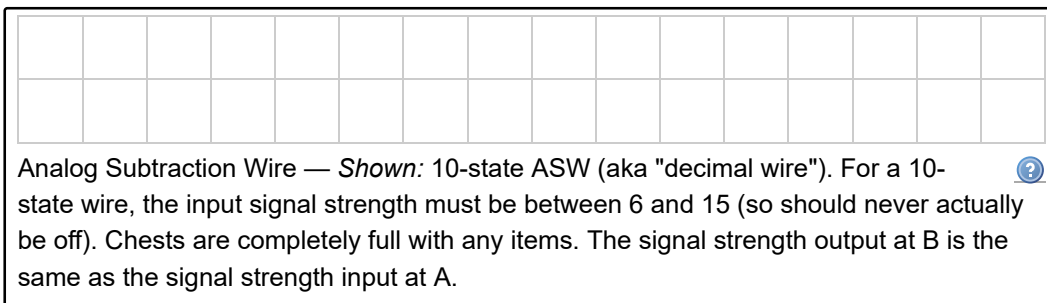 Analog Subtraction Wire — Shown: 10-state ASW (aka "decimal wire"). For a 10-
state wire, the input signal strength must be between 6 and 15 (so should never actually
be off). Chests are completely full with any items. The signal strength output at B is the
same as the signal strength input at A.
?